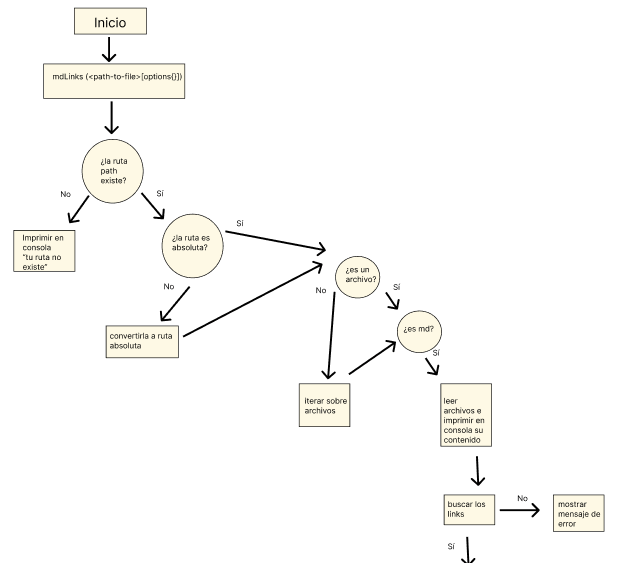 Inicio
mdLinks (<path-to-file>[options{}])
¿la ruta
path
existe?
No
Sí
Imprimir en
consola
"tu ruta no
existe"
¿la ruta es
absoluta?
Sí
No
convertirla a ruta
absoluta
¿es un
archivo?
No
Sí
¿es md?
Sí
iterar sobre
archivos
leer
archivos e
imprimir en
consola su
contenido
buscar los
links
No
mostrar
mensaje de
error
Sí